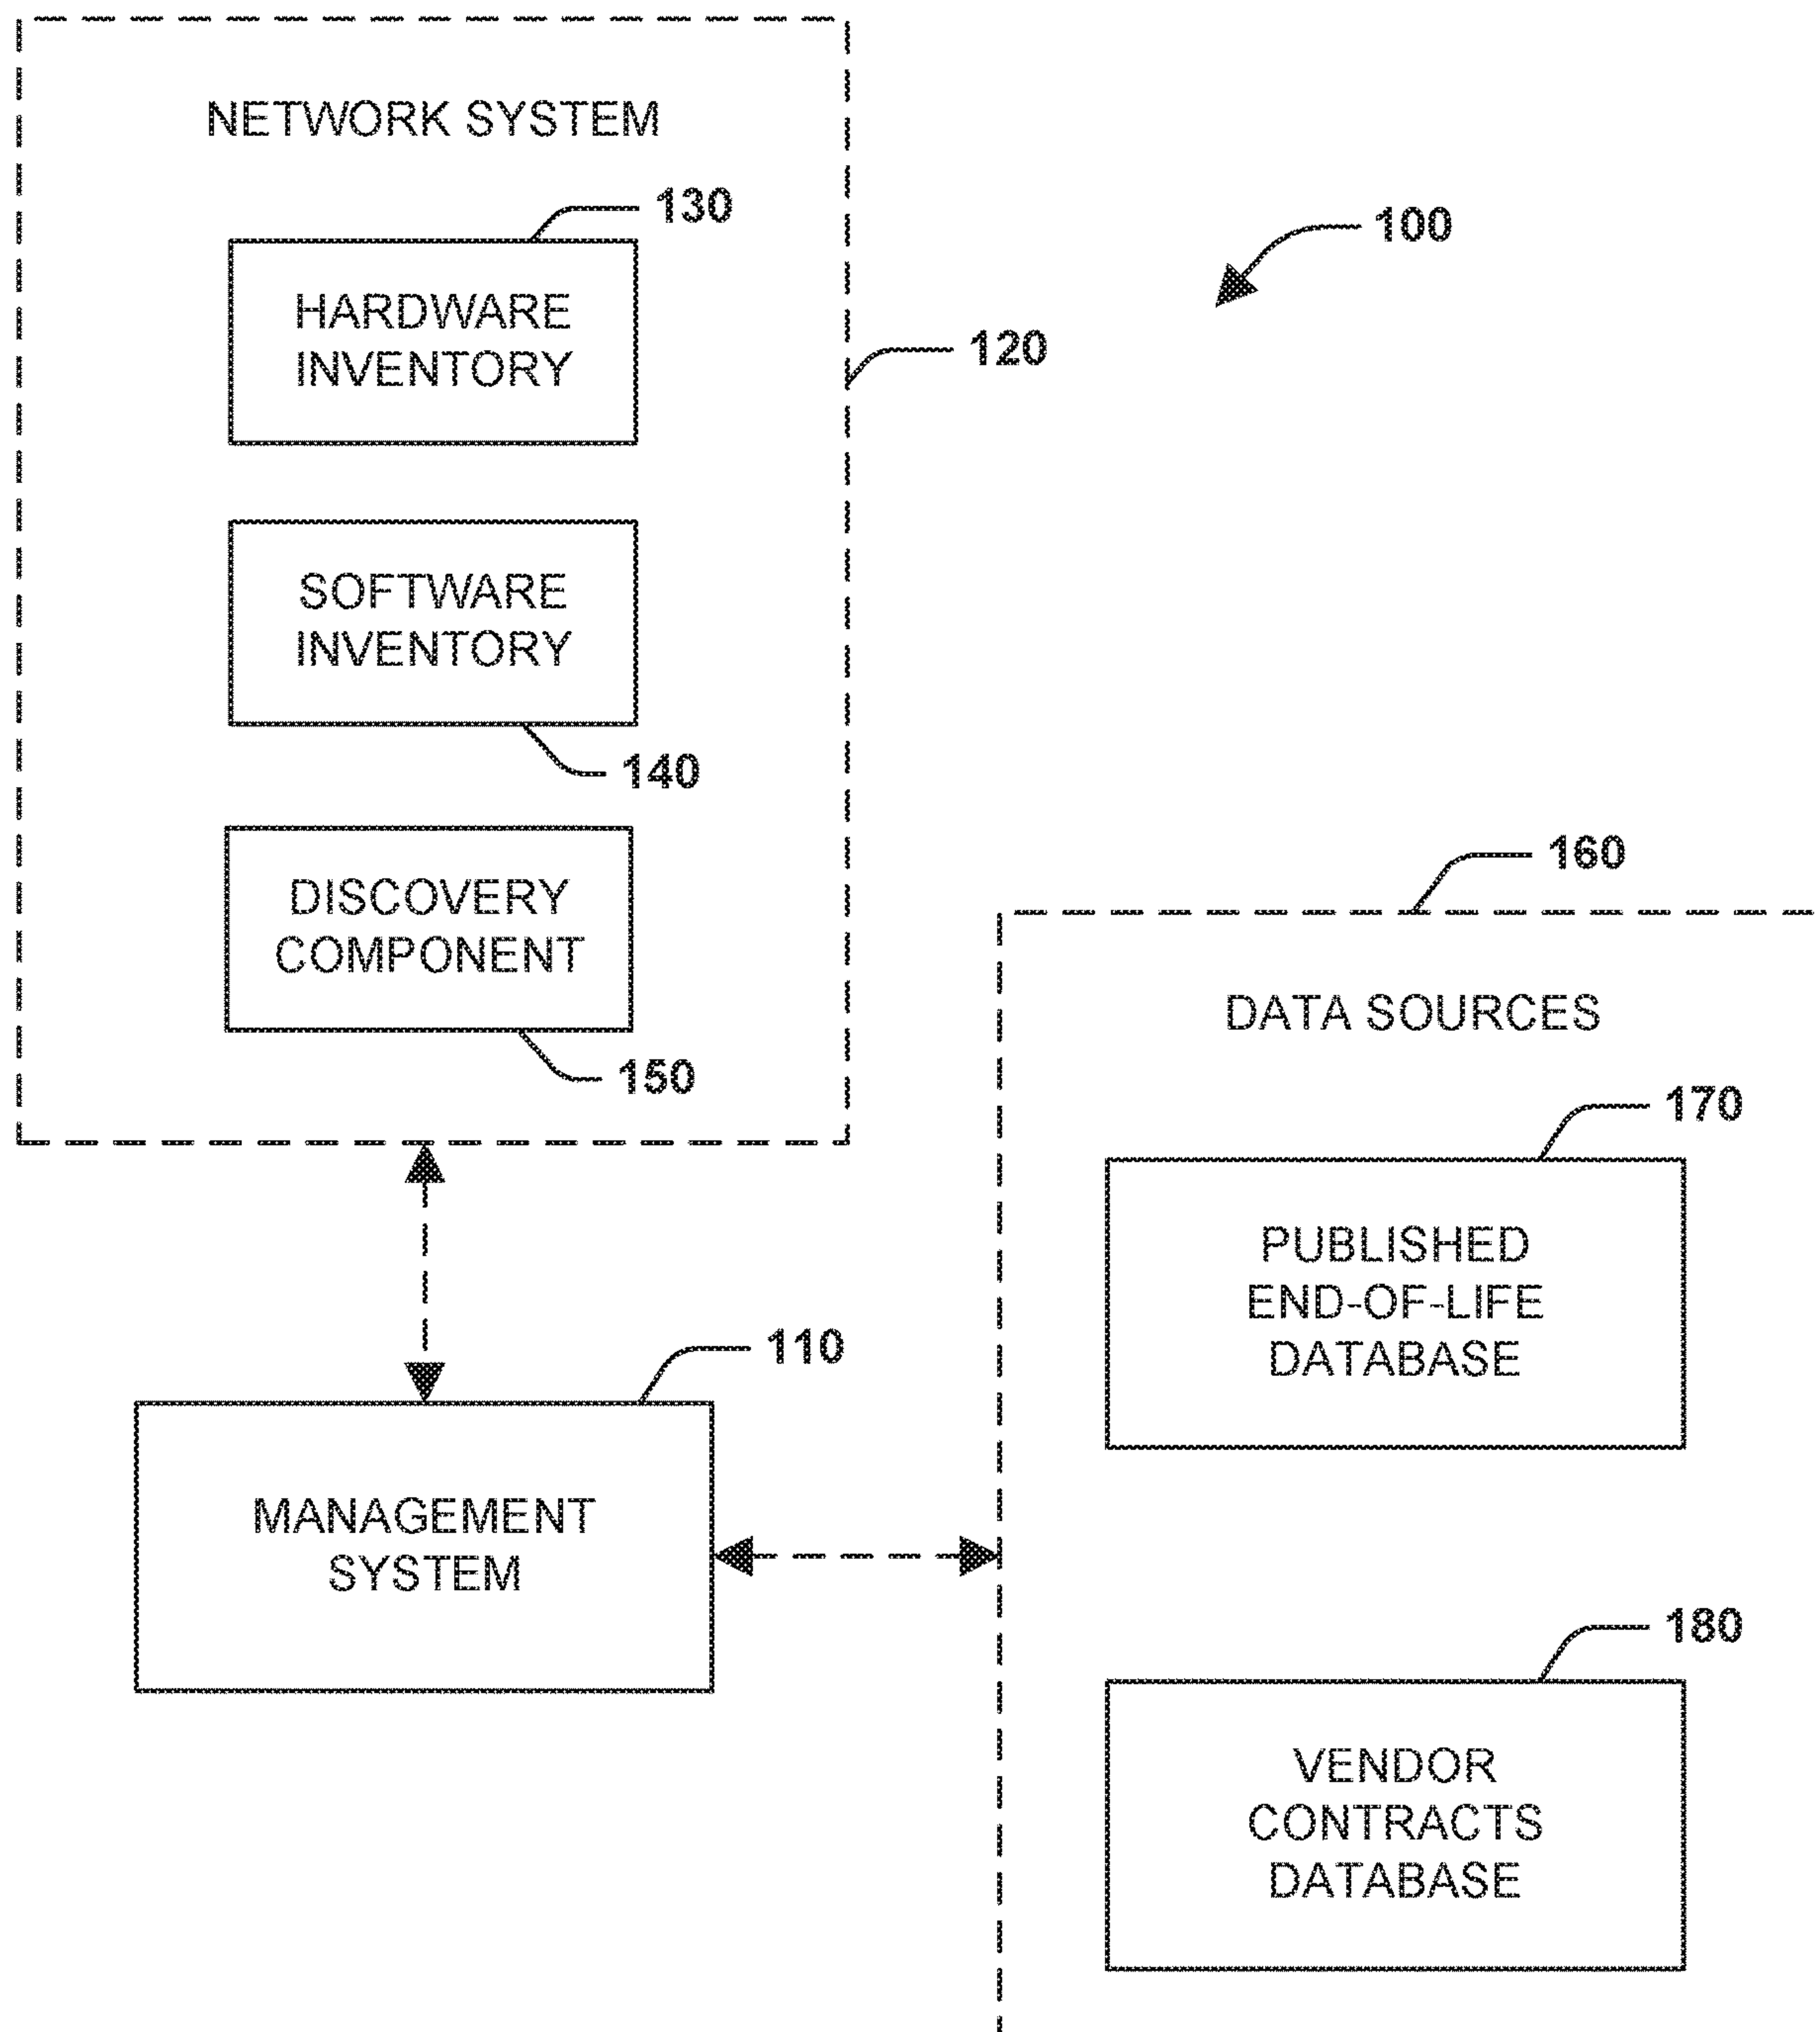 NETWORK SYSTEM
130
HARDWARE
INVENTORY
100
120
SOFTWARE
INVENTORY
140
DISCOVERY
COMPONENT
150
160
DATA SOURCES
170
PUBLISHED
END-OF-LIFE
DATABASE
110
MANAGEMENT
SYSTEM
180
VENDOR
CONTRACTS
DATABASE